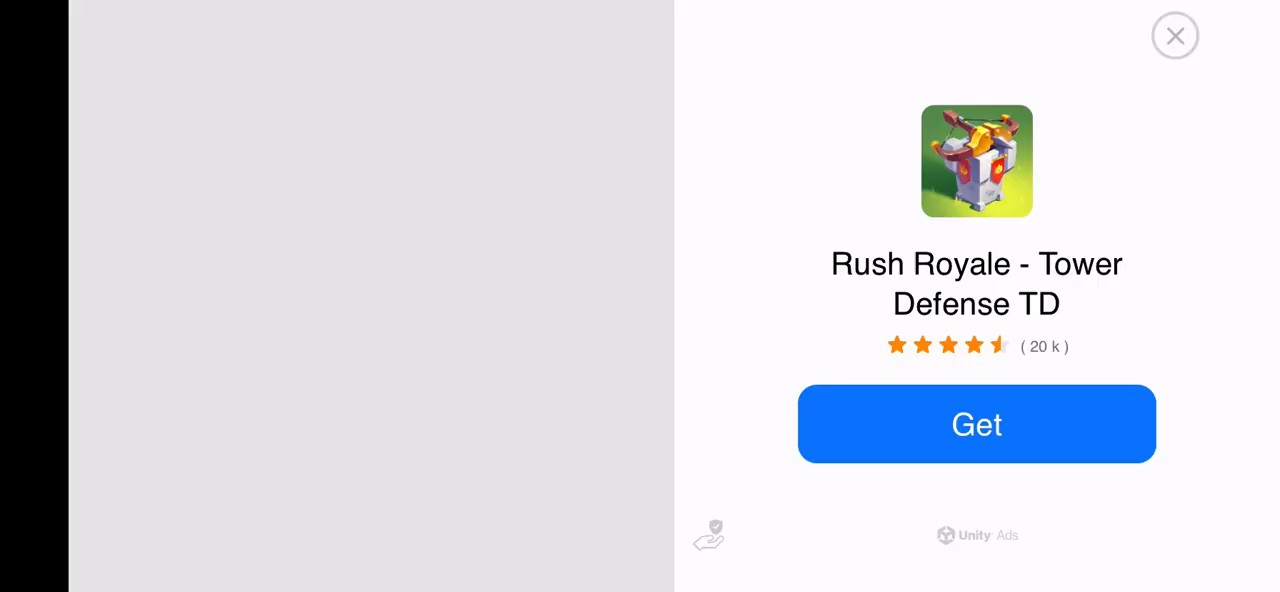 Rush Royale - Tower
Defense TD
( 20 k )
Get
Unity Ads